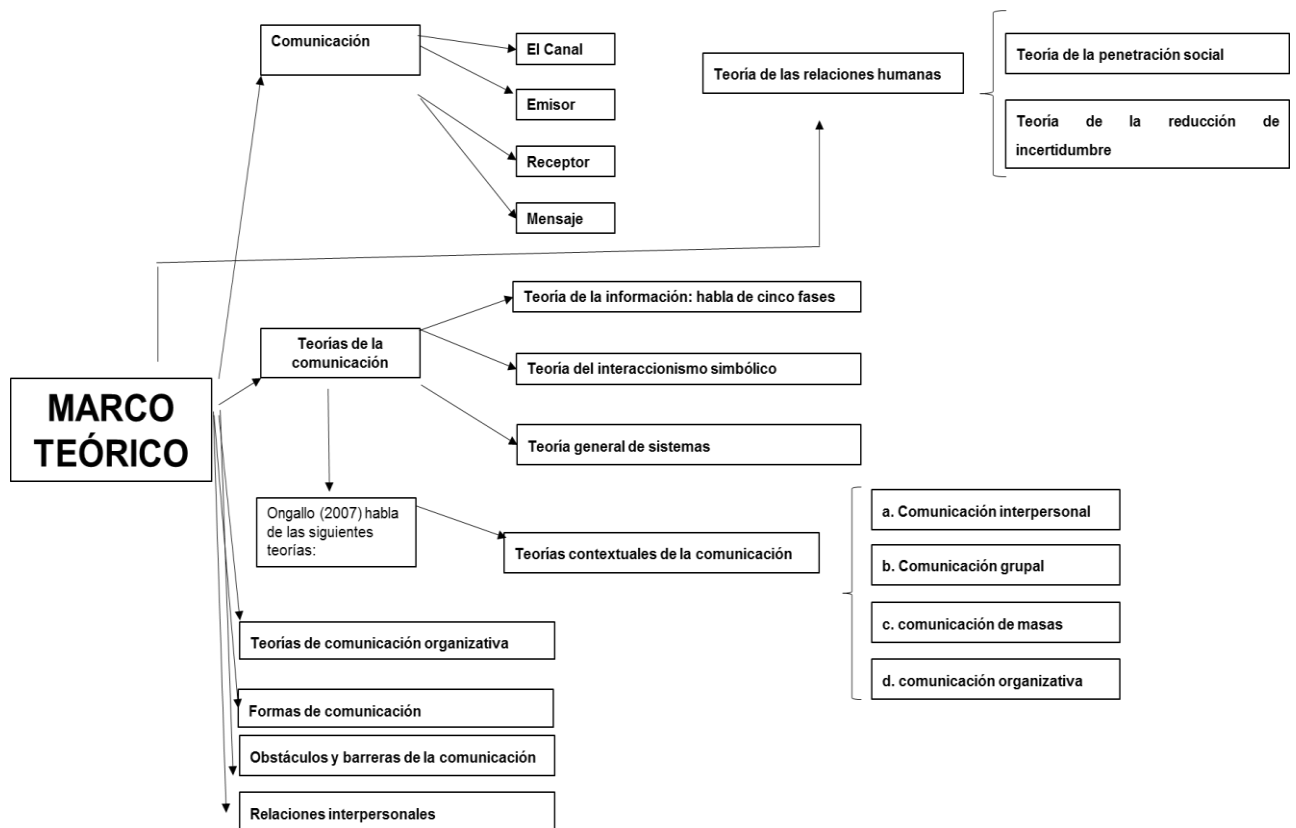 Comunicación
El Canal
Emisor
Receptor
Mensaje
Teoría de las relaciones humanas
Teoría de la penetración social
Teoría de la reducción de
incertidumbre
MARCO
TEÓRICO
Teorías de la
comunicación
Teoría de la información: habla de cinco fases
Teoría del interaccionismo simbólico
Teoría general de sistemas
Ongallo (2007) habla
de las siguientes
teorías:
Teorías contextuales de la comunicación
a. Comunicación interpersonal
b. Comunicación grupal
c. comunicación de masas
d. comunicación organizativa
Teorías de comunicación organizativa
Formas de comunicación
Obstáculos y barreras de la comunicación
Relaciones interpersonales